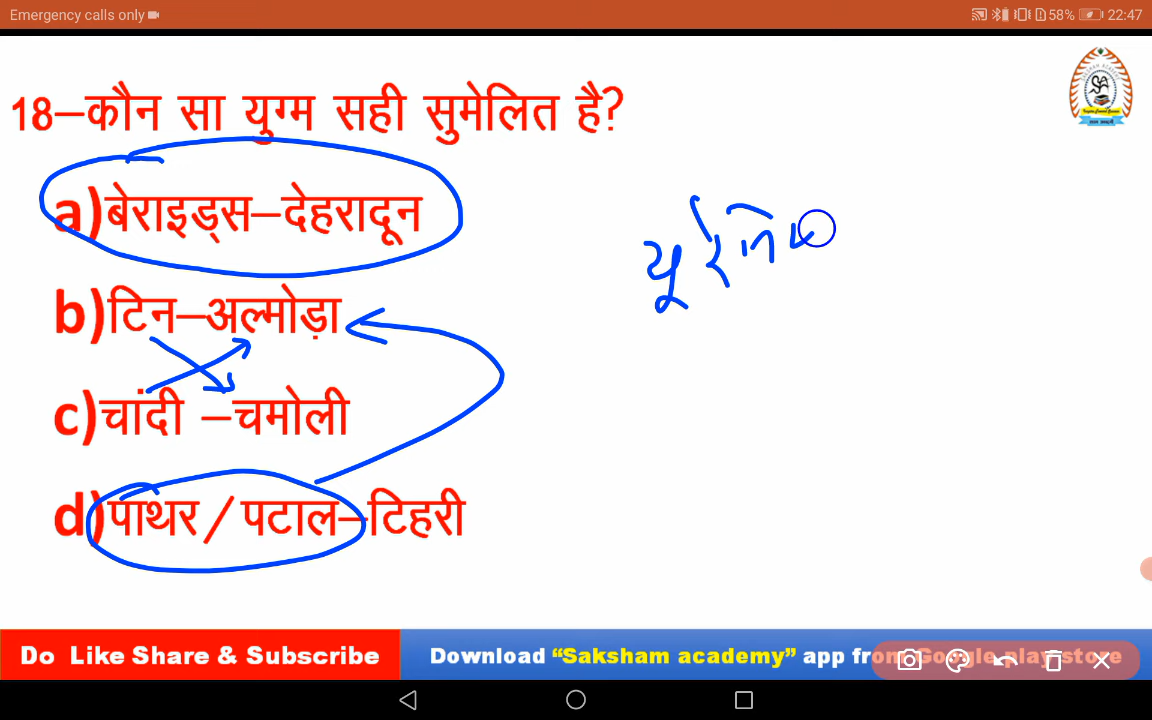 Emergency calls only
58% 22:47
18–कौन सा युग्म सही सुमेलित है?
a)बेराइड्स–देहरादून
b)टिन–अल्मोड़ा
c)चांदी –चमोली
d)पाथर/पटाल–टिहरी
Do Like Share & Subscribe
Download “Saksham academy” app from Google play store